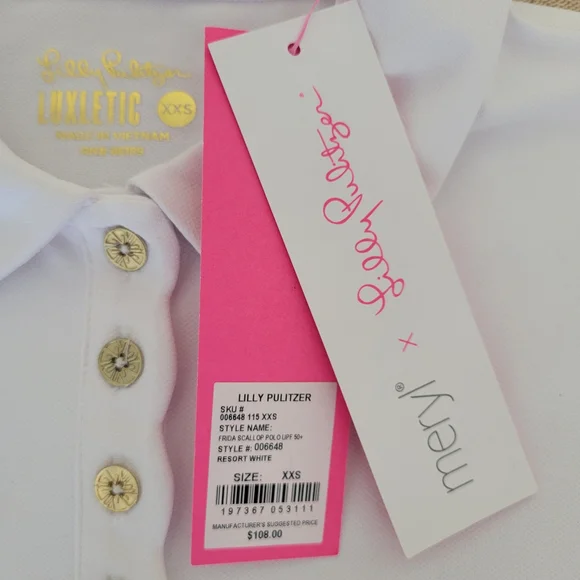 Lilly Pulitzer
LUXLETIC XXS
Lilly Pulitzer
x
meryl®
LILLY PULITZER
SKU #
006648 115 XXS
STYLE NAME:
FRIDA SCALLOP POLO UPF 50+
STYLE #: 006648
RESORT WHITE
SIZE: XXS
197367 053111
MANUFACTURER'S SUGGESTED PRICE
$108.00